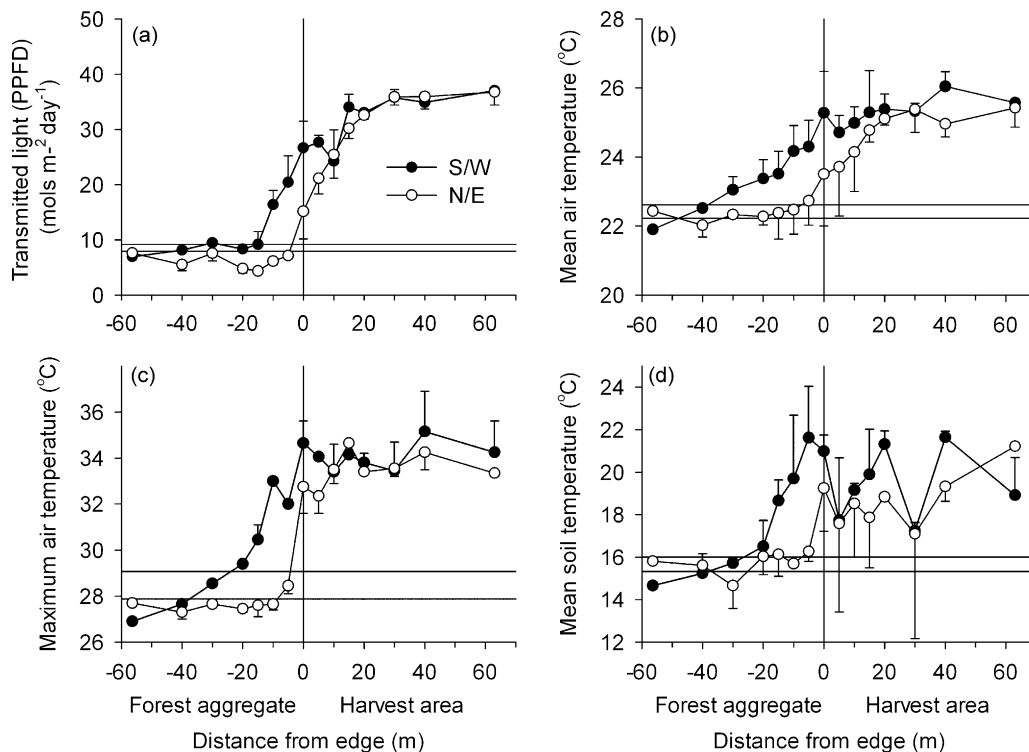 (a)
Transmitted light (PPFD)
(mols m-² day⁻¹)
50
40
30
20
10
0
S/W
N/E
-60 -40 -20 0 20 40 60
(b)
Mean air temperature (°C)
28
26
24
22
20
-60 -40 -20 0 20 40 60
(c)
Maximum air temperature (°C)
36
34
32
30
28
26
-60 -40 -20 0 20 40 60
Forest aggregate Harvest area
Distance from edge (m)
(d)
Mean soil temperature (°C)
24
22
20
18
16
14
12
-60 -40 -20 0 20 40 60
Forest aggregate Harvest area
Distance from edge (m)